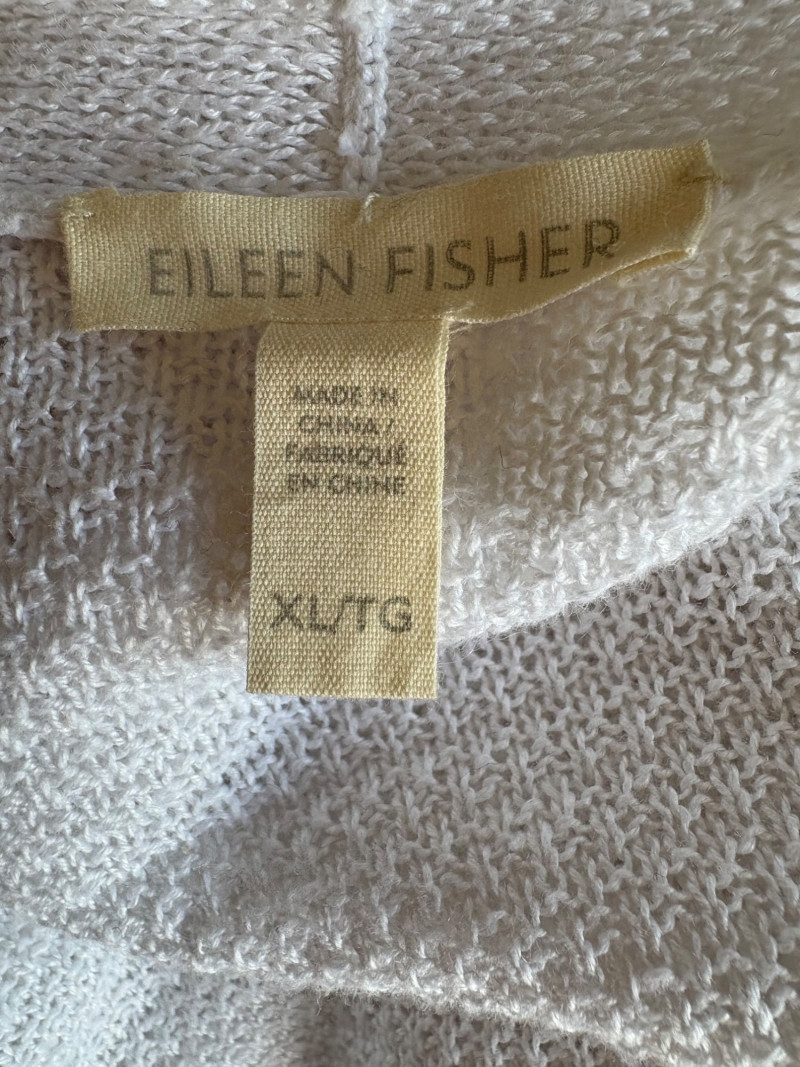 EILEEN FISHER
MADE IN
CHINA/
FABRIQUÉ
EN CHINE
XL/TG